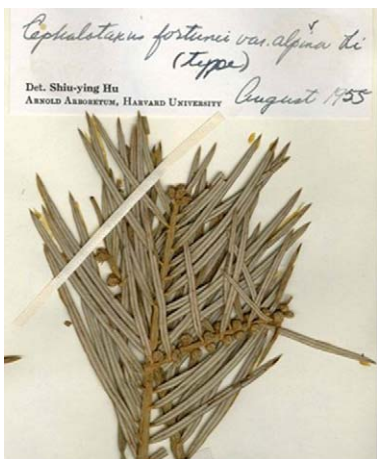 Cephalotaxus fortunei var. alpina Li
(type)
Det. Shiu-ying Hu
ARNOLD ARBORETUM, HARVARD UNIVERSITY
August 1955